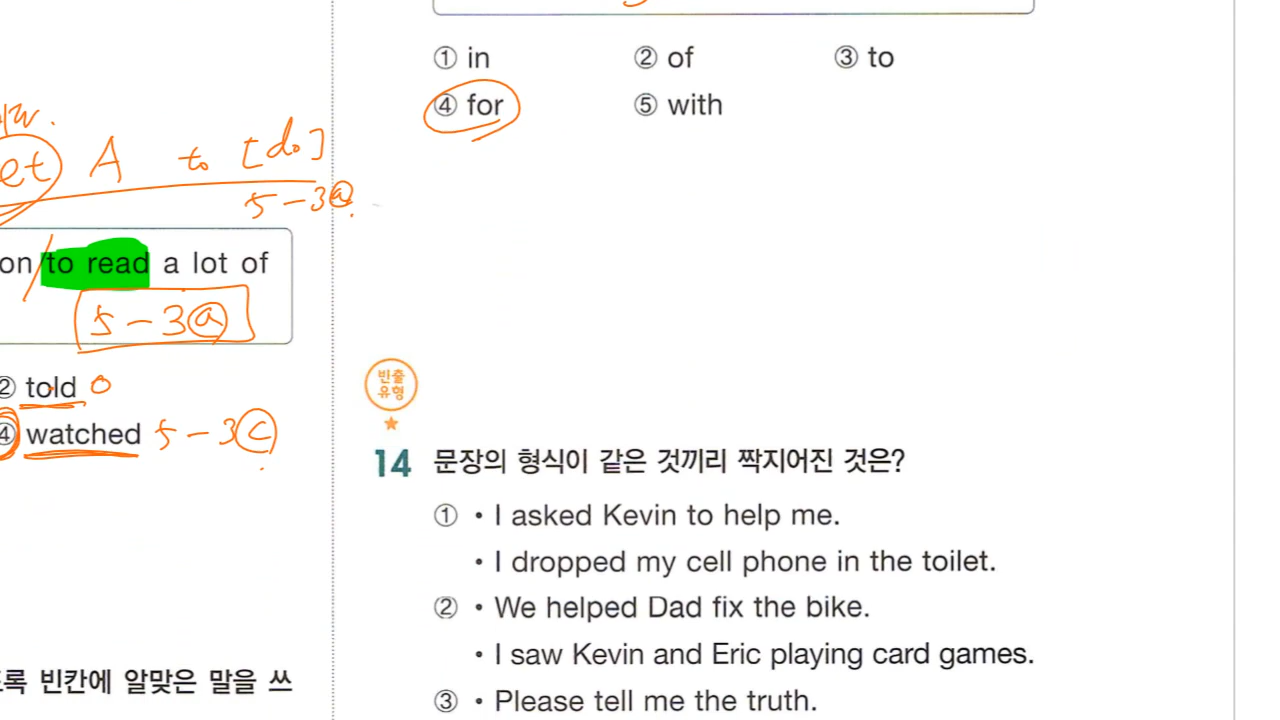 A to [do]
5-3ⓐ.
on to read a lot of
5-3ⓐ
② told o
④ watched 5-3ⓒ
록 빈칸에 알맞은 말을 쓰
① in ② of ③ to
④ for ⑤ with
빈출
유형
14 문장의 형식이 같은 것끼리 짝지어진 것은?
① • I asked Kevin to help me.
• I dropped my cell phone in the toilet.
② • We helped Dad fix the bike.
• I saw Kevin and Eric playing card games.
③ • Please tell me the truth.